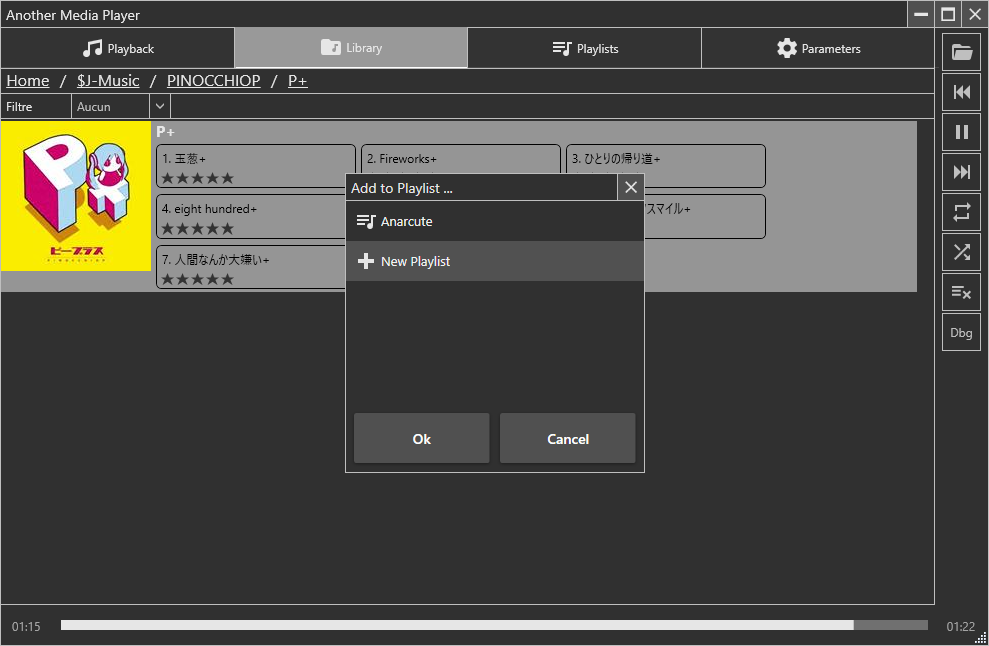 Another Media Player
Playback
Library
Playlists
Parameters
Home / $J-Music / PINOCCHIOP / P+
Filtre
Aucun
P+
1. 王葱+
2. Fireworks+
3. ひとりの帰り道+
4. eight hundred+
スマイル+
7. 人間なんか大嫌い+
ピープラス
PINOCCHIOP
Add to Playlist ...
Anarcute
New Playlist
Ok
Cancel
Dbg
01:15
01:22